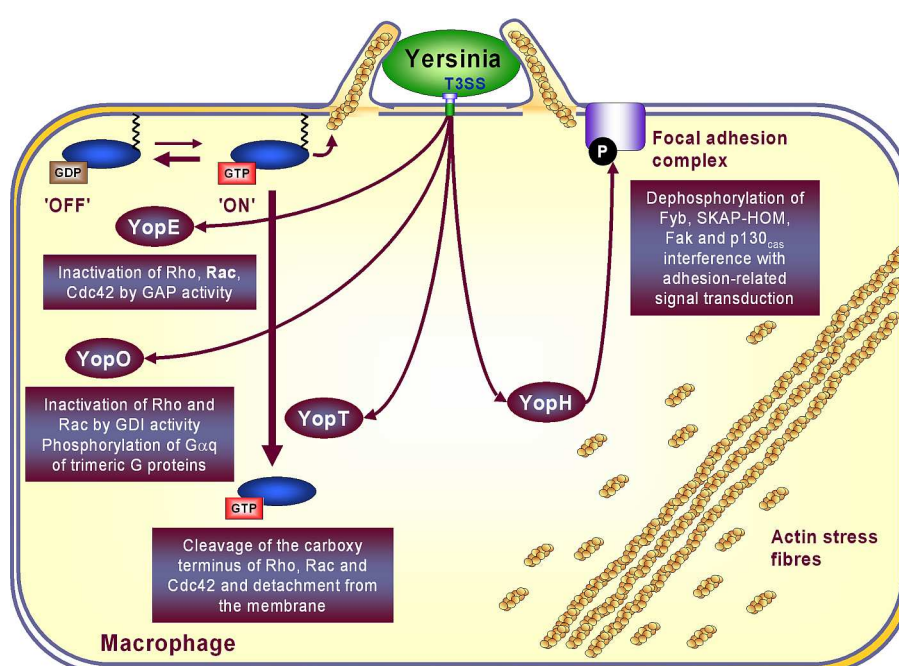 Yersinia
T3SS
GDP
'OFF'
GTP
'ON'
P
Focal adhesion
complex
Dephosphorylation of
Fyb, SKAP-HOM,
Fak and p130cas
interference with
adhesion-related
signal transduction
YopE
Inactivation of Rho, Rac,
Cdc42 by GAP activity
YopO
Inactivation of Rho and
Rac by GDI activity
Phosphorylation of Gαq
of trimeric G proteins
YopT
YopH
GTP
Cleavage of the carboxy
terminus of Rho, Rac and
Cdc42 and detachment from
the membrane
Actin stress
fibres
Macrophage